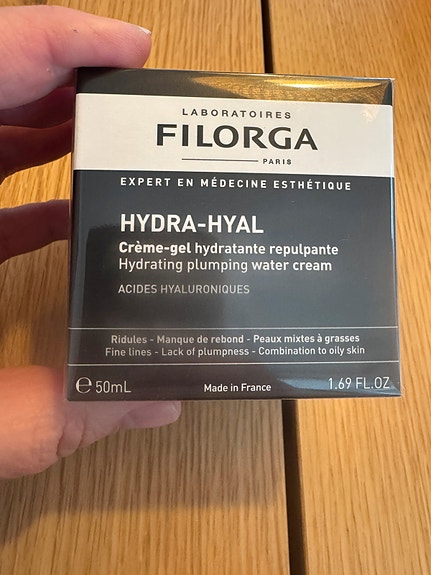 LABORATOIRES
FILORGA
PARIS
EXPERT EN MÉDECINE ESTHÉTIQUE
HYDRA-HYAL
Crème-gel hydratante repulpante
Hydrating plumping water cream
ACIDES HYALURONIQUES
Ridules - Manque de rebond - Peaux mixtes à grasses
Fine lines - Lack of plumpness - Combination to oily skin
℮ 50mL Made in France 1.69 FL.OZ